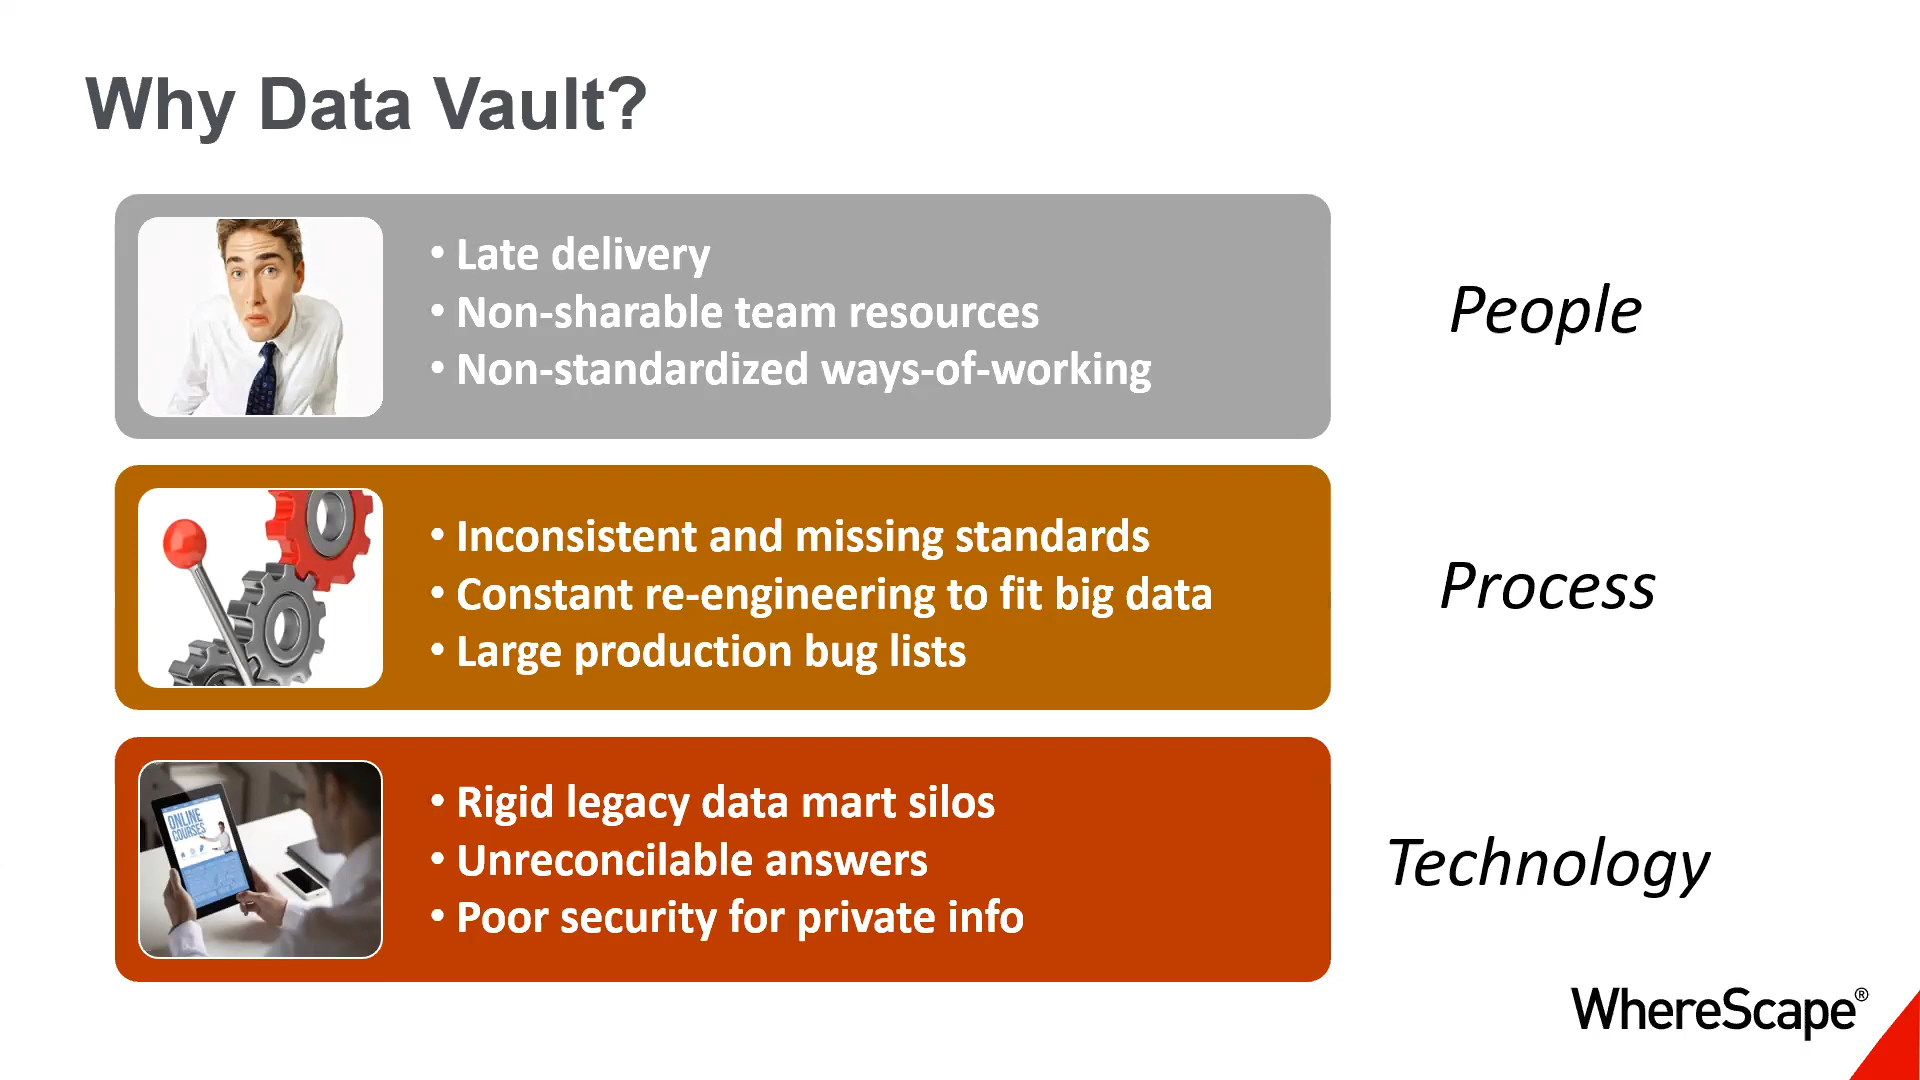 Why Data Vault?
• Late delivery
• Non-sharable team resources
• Non-standardized ways-of-working
People
• Inconsistent and missing standards
• Constant re-engineering to fit big data
• Large production bug lists
Process
ONLINE
COURSES
• Rigid legacy data mart silos
• Unreconcilable answers
• Poor security for private info
Technology
WhereScape®